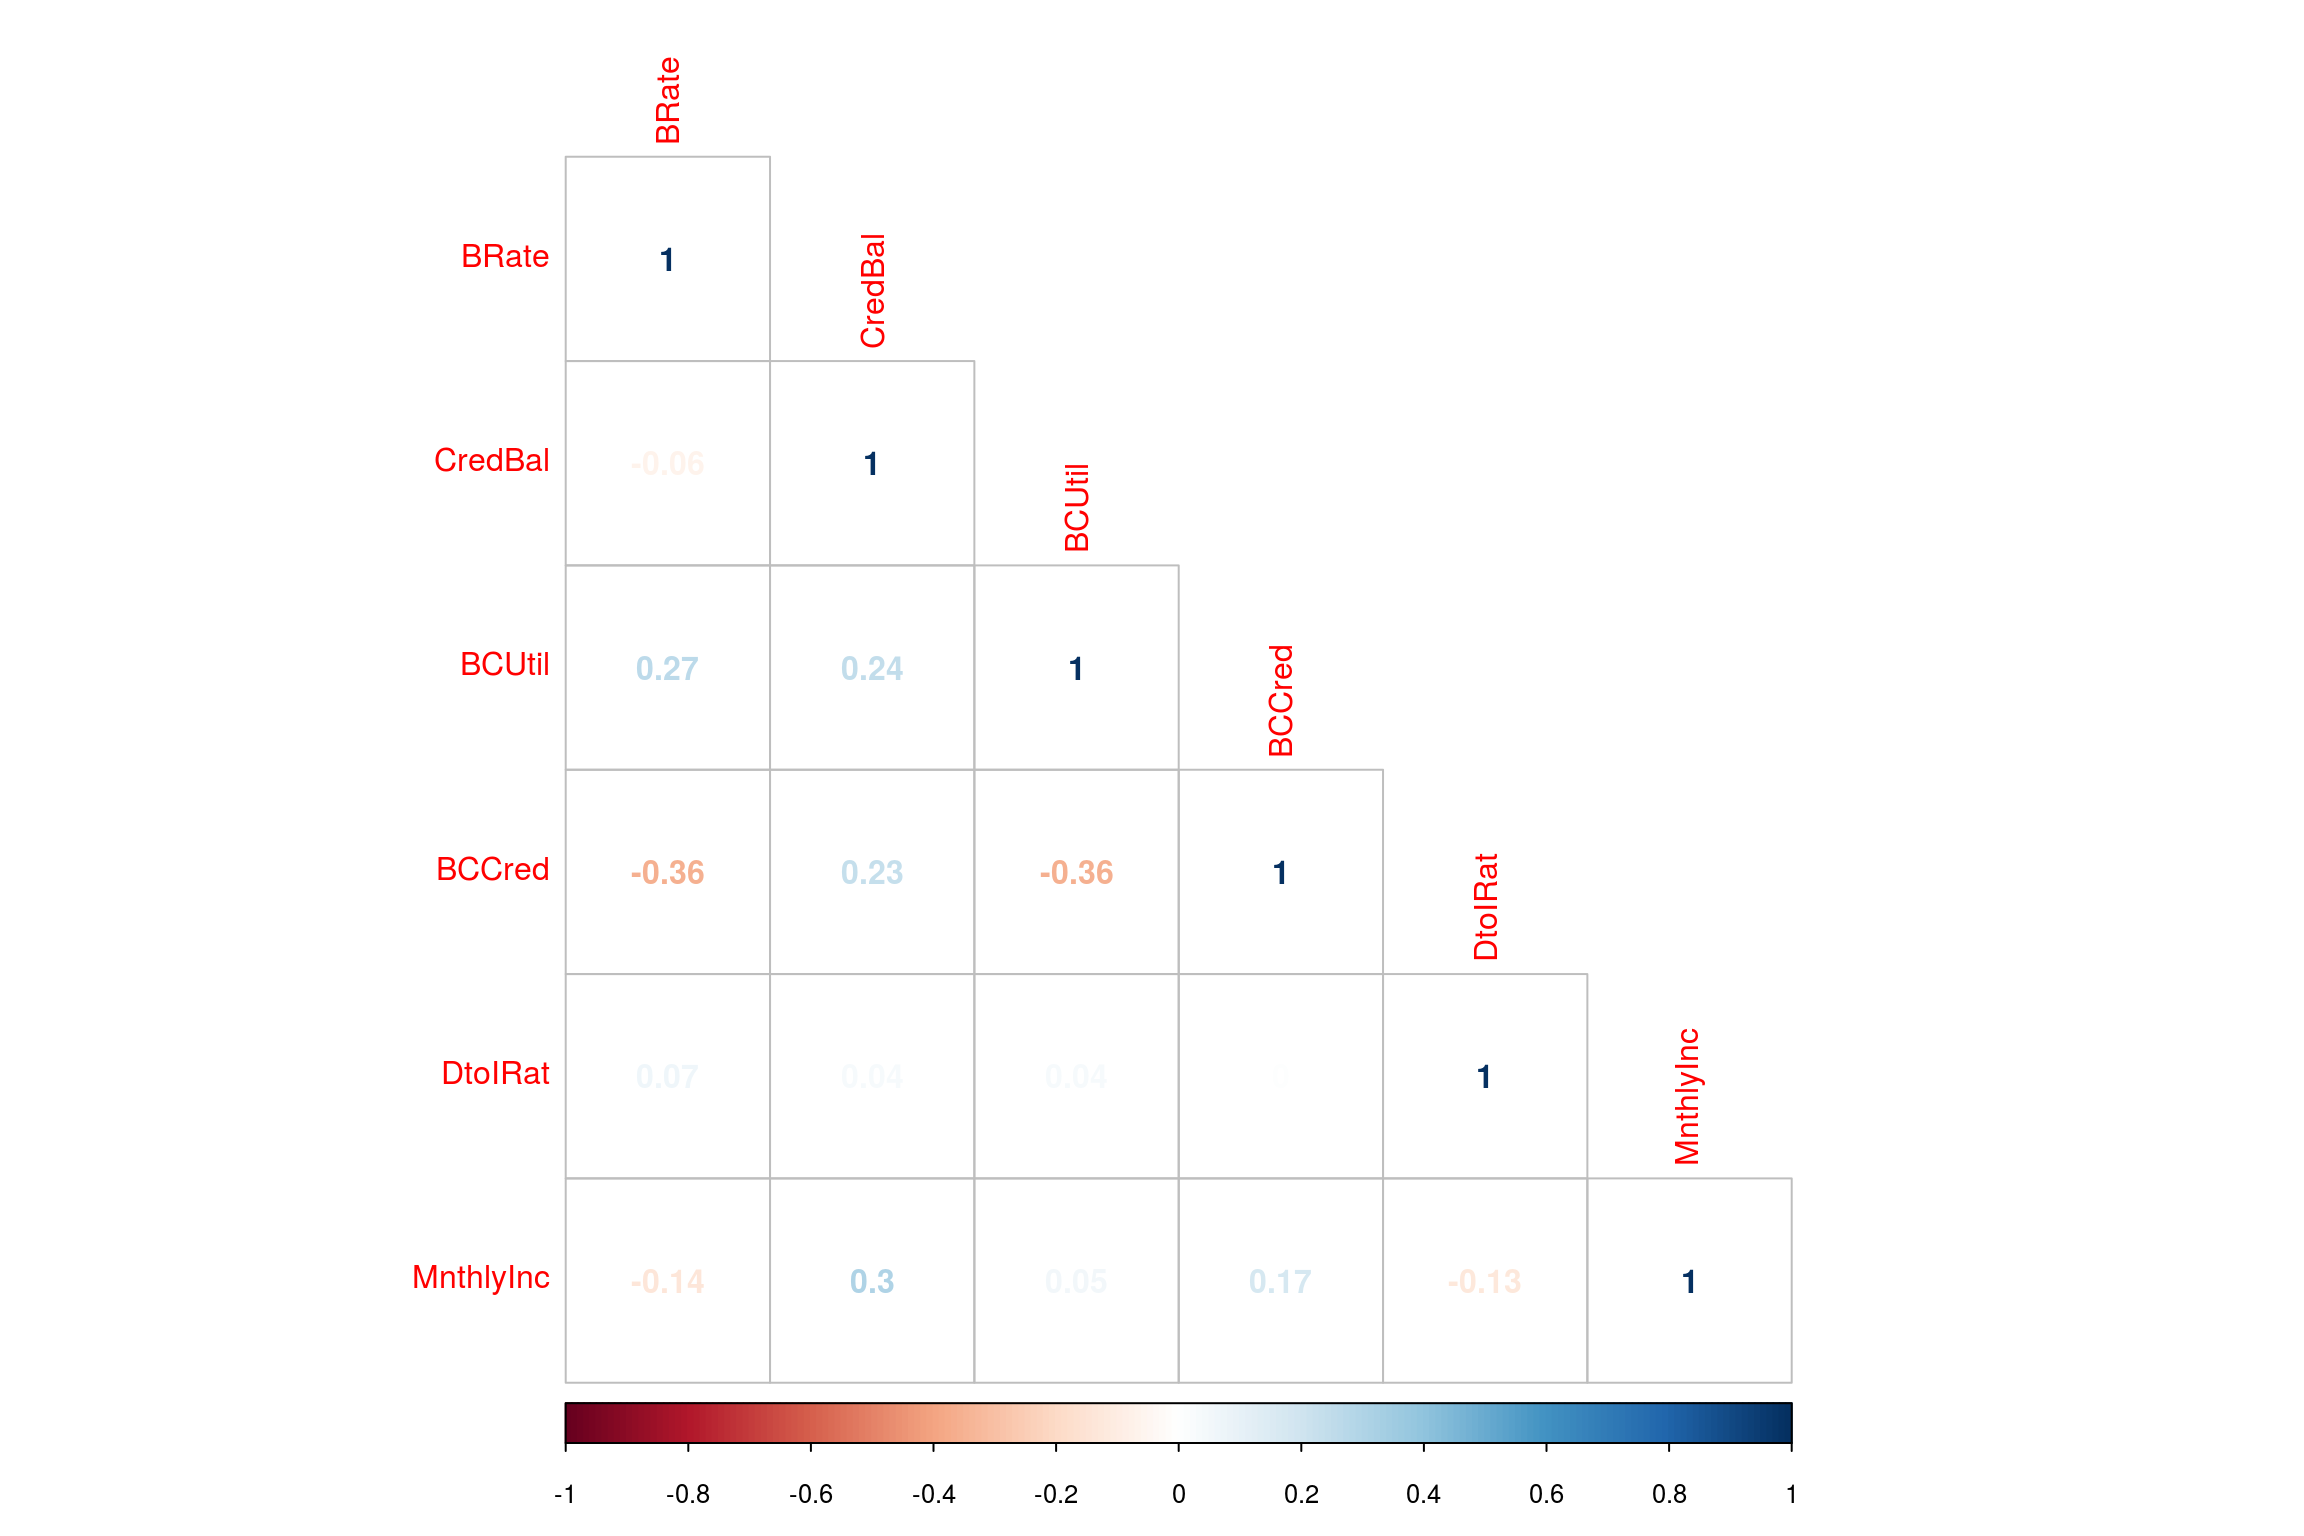 BRate
BRate 1
CredBal
CredBal -0.06 1
BCUtil
BCUtil 0.27 0.24 1
BCCred
BCCred -0.36 0.23 -0.36 1
DtoIRat
DtoIRat 0.07 0.04 0.04 1
MnthlyInc
MnthlyInc -0.14 0.3 0.05 0.17 -0.13 1
-1 -0.8 -0.6 -0.4 -0.2 0 0.2 0.4 0.6 0.8 1